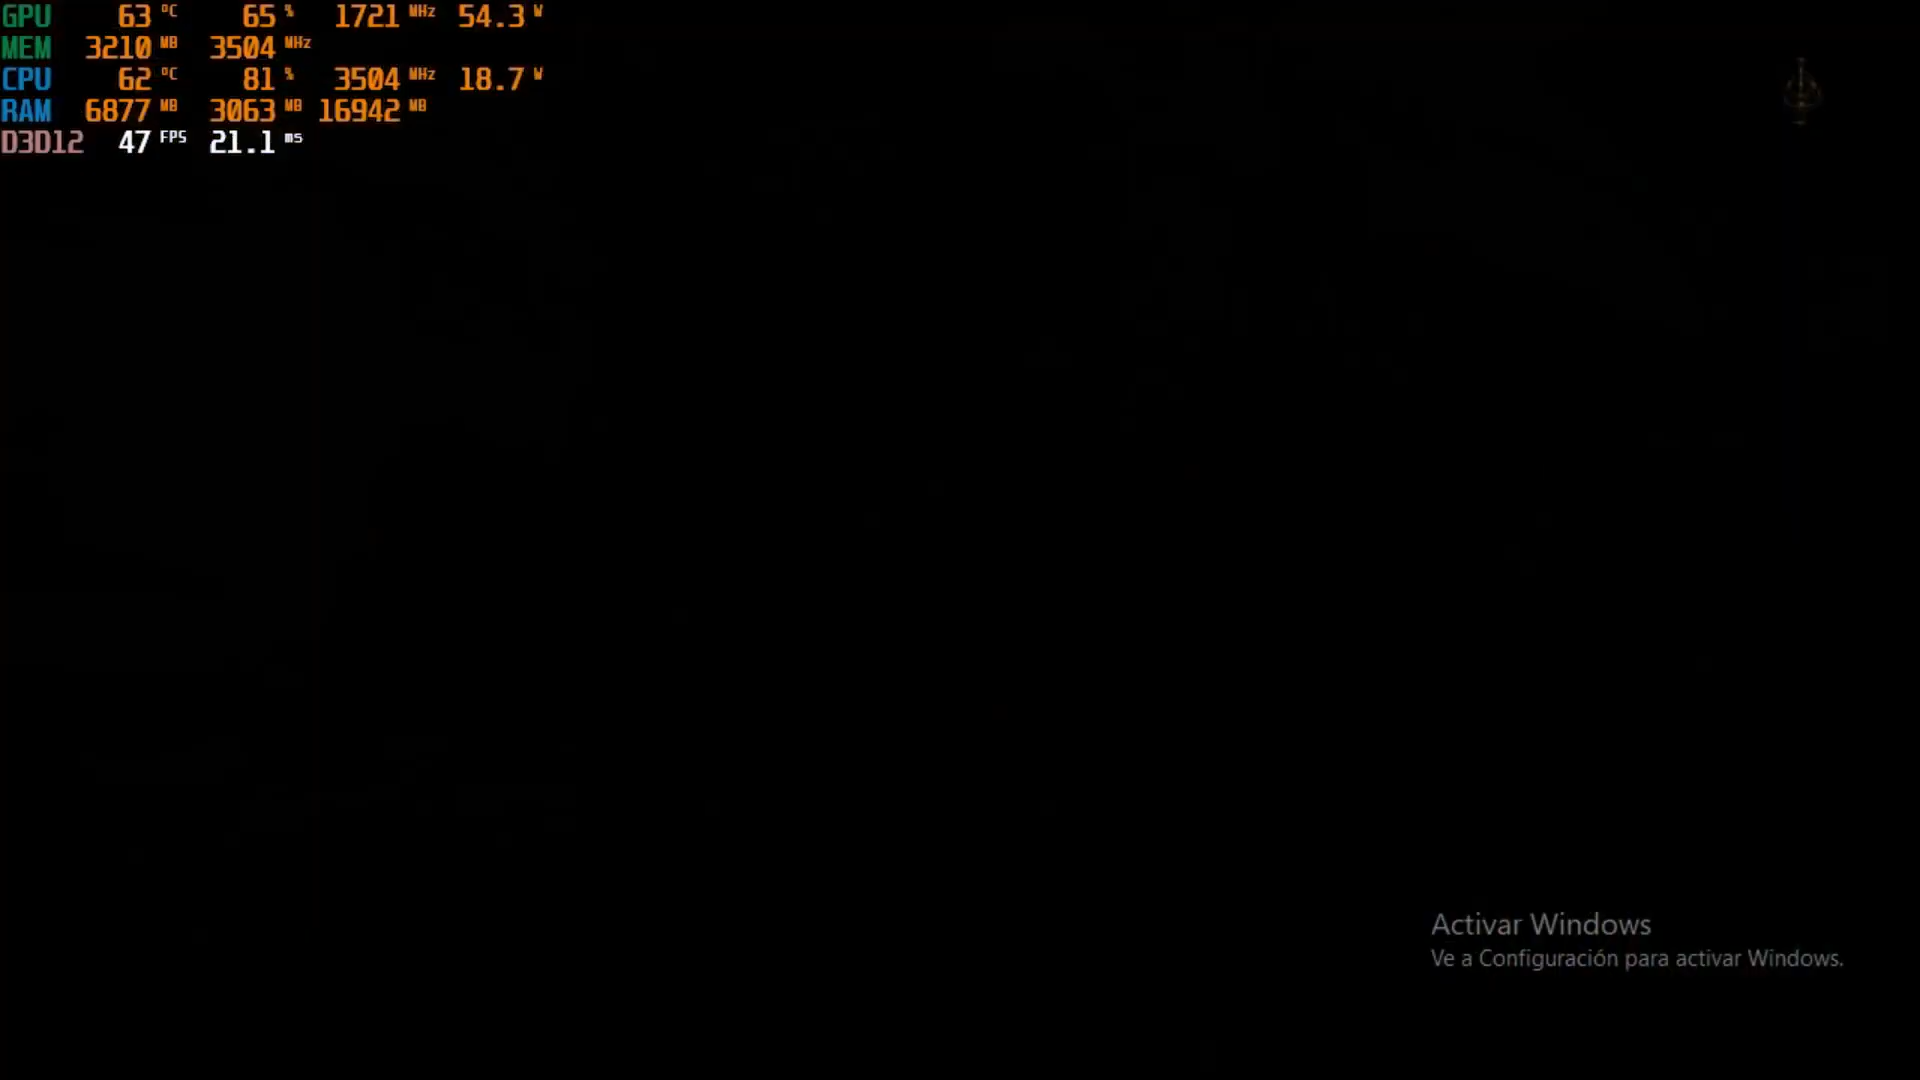 GPU 63 °C 65 % 1721 MHz 54.3 W
MEM 3210 MB 3504 MHz
CPU 62 °C 81 % 3504 MHz 18.7 W
RAM 6877 MB 3063 MB 16942 MB
D3D12 47 FPS 21.1 ms
Activar Windows
Ve a Configuración para activar Windows.